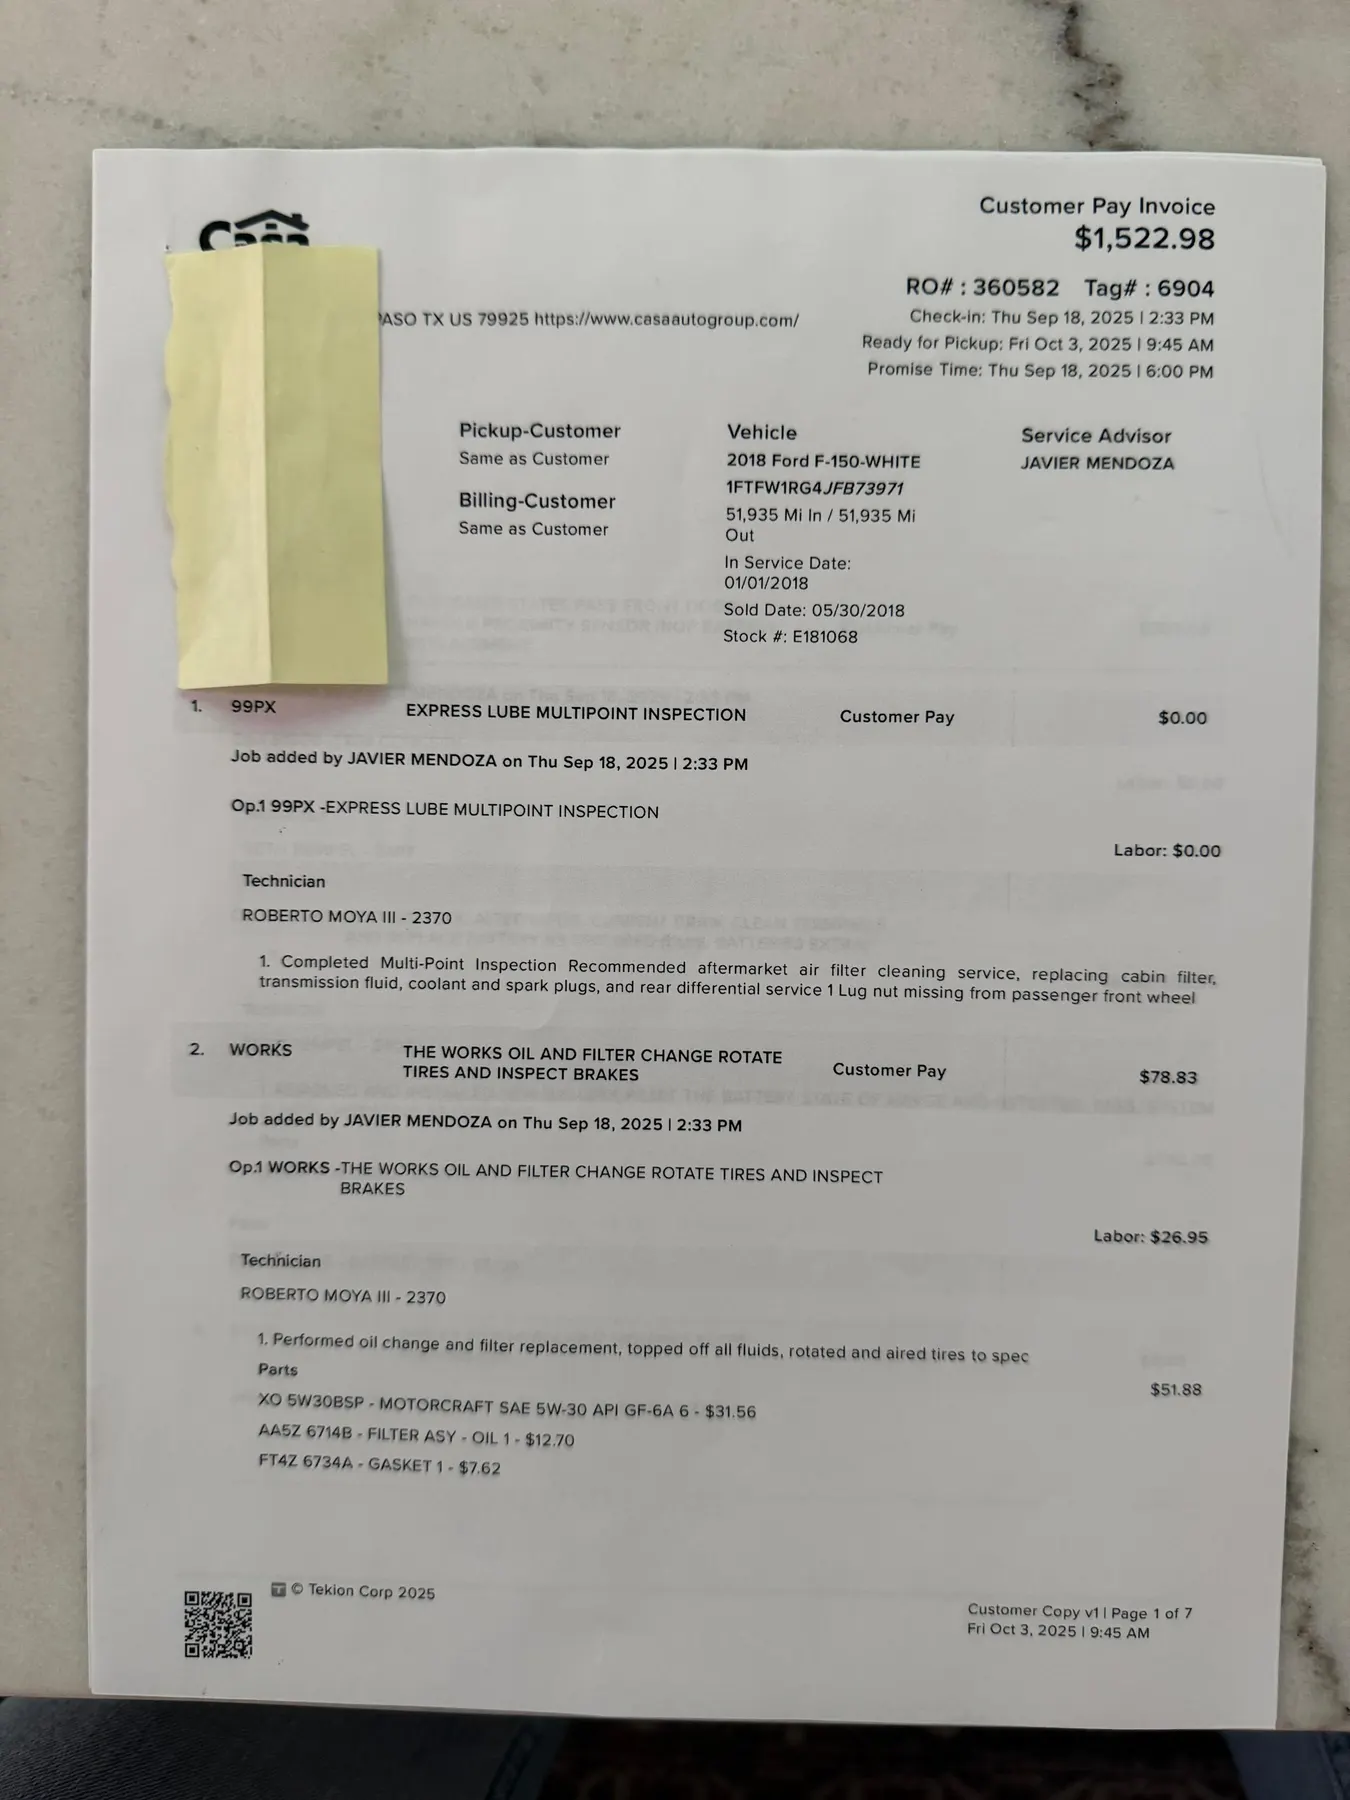 Casa
Customer Pay Invoice
$1,522.98
RO# : 360582 Tag# : 6904
PASO TX US 79925 https://www.casaautogroup.com/
Check-in: Thu Sep 18, 2025 | 2:33 PM
Ready for Pickup: Fri Oct 3, 2025 | 9:45 AM
Promise Time: Thu Sep 18, 2025 | 6:00 PM
Pickup-Customer
Same as Customer
Billing-Customer
Same as Customer
Vehicle
2018 Ford F-150-WHITE
1FTFW1RG4JFB73971
51,935 Mi In / 51,935 Mi
Out
In Service Date:
01/01/2018
Sold Date: 05/30/2018
Stock #: E181068
Service Advisor
JAVIER MENDOZA
1. 99PX EXPRESS LUBE MULTIPOINT INSPECTION Customer Pay $0.00
Job added by JAVIER MENDOZA on Thu Sep 18, 2025 | 2:33 PM
Op.1 99PX -EXPRESS LUBE MULTIPOINT INSPECTION
Labor: $0.00
Technician
ROBERTO MOYA III - 2370
1. Completed Multi-Point Inspection Recommended aftermarket air filter cleaning service, replacing cabin filter,
transmission fluid, coolant and spark plugs, and rear differential service 1 Lug nut missing from passenger front wheel
2. WORKS THE WORKS OIL AND FILTER CHANGE ROTATE
TIRES AND INSPECT BRAKES Customer Pay $78.83
Job added by JAVIER MENDOZA on Thu Sep 18, 2025 | 2:33 PM
Op.1 WORKS -THE WORKS OIL AND FILTER CHANGE ROTATE TIRES AND INSPECT
BRAKES
Labor: $26.95
Technician
ROBERTO MOYA III - 2370
1. Performed oil change and filter replacement, topped off all fluids, rotated and aired tires to spec
Parts $51.88
XO 5W30BSP - MOTORCRAFT SAE 5W-30 API GF-6A 6 - $31.56
AA5Z 6714B - FILTER ASY - OIL 1 - $12.70
FT4Z 6734A - GASKET 1 - $7.62
T © Tekion Corp 2025
Customer Copy v1 | Page 1 of 7
Fri Oct 3, 2025 | 9:45 AM